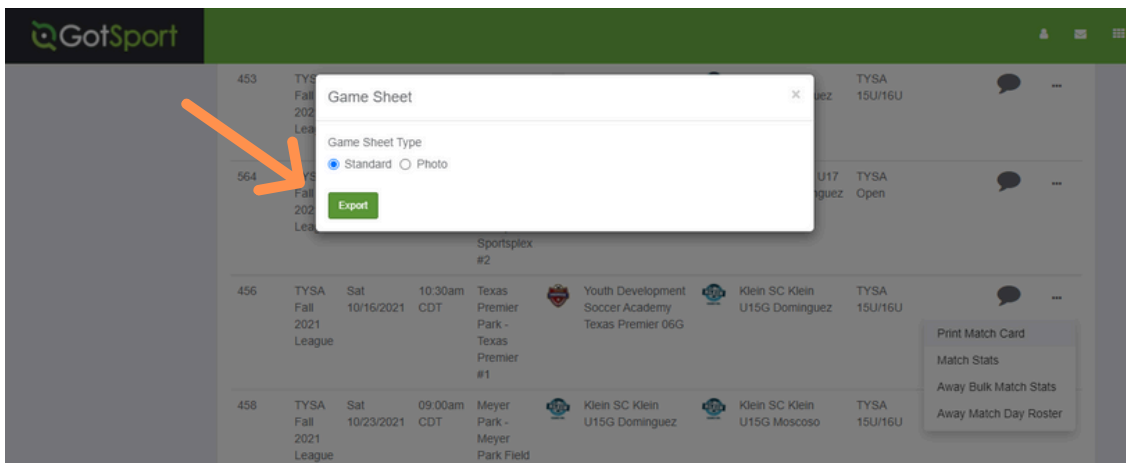 GotSport
453
TYSA
15U/16U
Fall
202
Lea
uez
Game Sheet
×
Game Sheet Type
Standard
Photo
Export
564
Fall
202
Lea
Sportsplex
#2
U17
nguez
TYSA
Open
456
TYSA
Fall
2021
League
Sat
10/16/2021
10:30am
CDT
Texas
Premier
Park -
Texas
Premier
#1
Youth Development
Soccer Academy
Texas Premier 06G
Klein SC Klein
U15G Dominguez
TYSA
15U/16U
Print Match Card
Match Stats
Away Bulk Match Stats
Away Match Day Roster
458
TYSA
Fall
2021
League
Sat
10/23/2021
09:00am
CDT
Meyer
Park -
Meyer
Park Field
Klein SC Klein
U15G Dominguez
Klein SC Klein
U15G Moscoso
TYSA
15U/16U